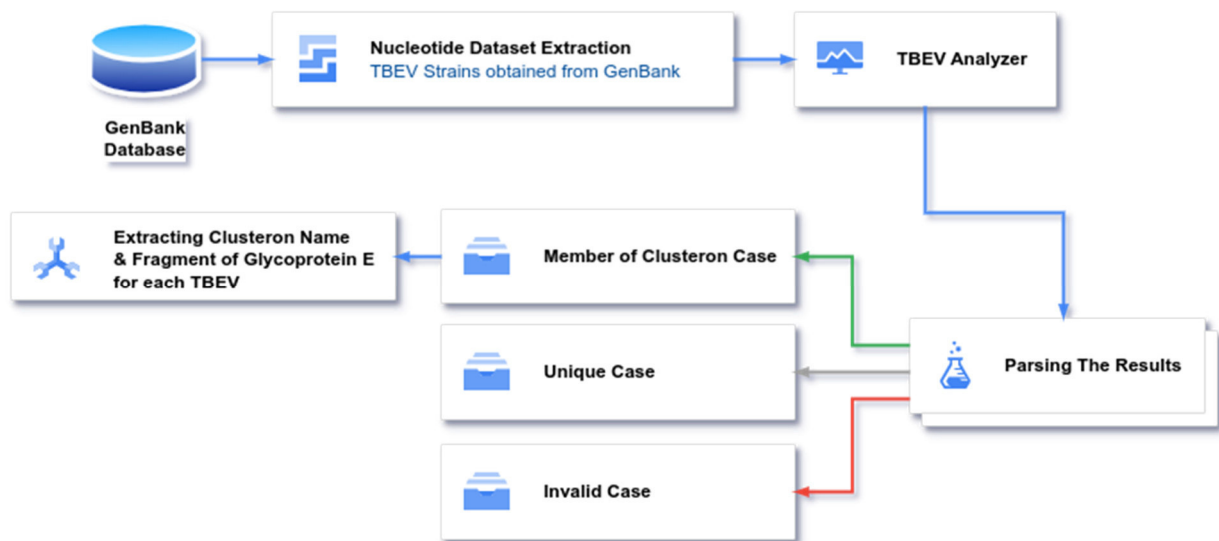 GenBank
Database
Nucleotide Dataset Extraction
TBEV Strains obtained from GenBank
TBEV Analyzer
Extracting Clusteron Name
& Fragment of Glycoprotein E
for each TBEV
Member of Clusteron Case
Unique Case
Invalid Case
Parsing The Results